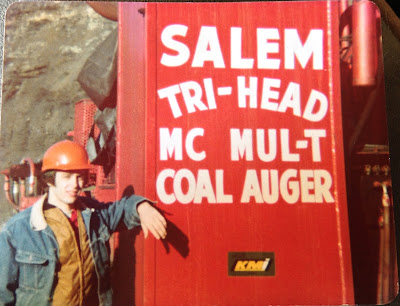 SALEM
TRI-HEAD
MC MUL-T
COAL AUGER
KMI